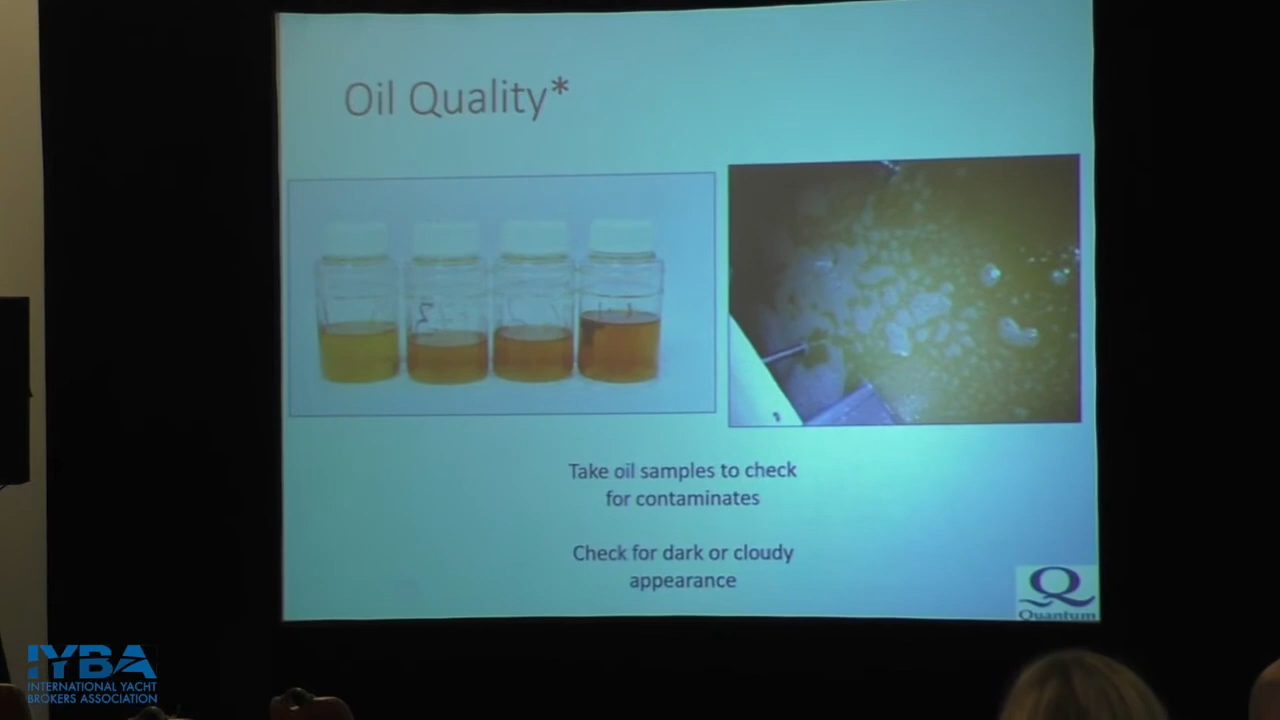 Oil Quality*
Take oil samples to check
for contaminates
Check for dark or cloudy
appearance
Q
Quantum
IYBA
INTERNATIONAL YACHT
BROKERS ASSOCIATION